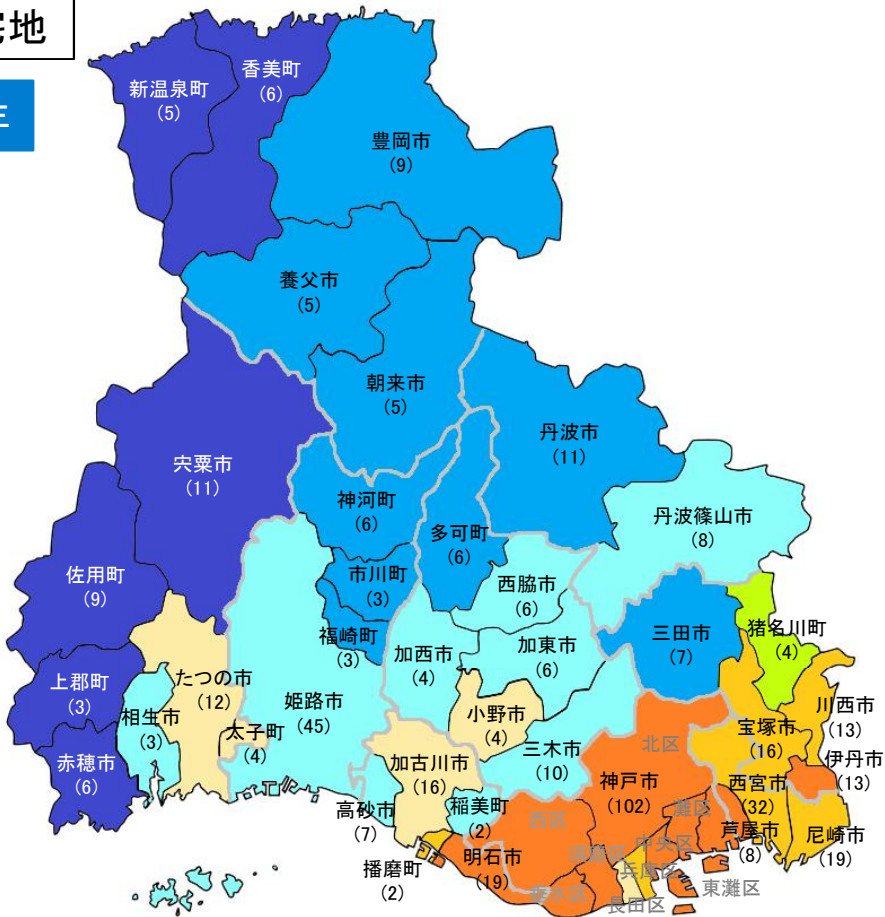 宅地
年
香美町
(6)
新温泉町
(5)
豊岡市
(9)
養父市
(5)
朝来市
(5)
丹波市
(11)
宍粟市
(11)
神河町
(6)
多可町
(6)
丹波篠山市
(8)
佐用町
(9)
市川町
(3)
西脇市
(6)
福崎町
(3)
加西市
(4)
加東市
(6)
三田市
(7)
猪名川町
(4)
上郡町
(3)
たつの市
(12)
相生市
(3)
姫路市
(45)
小野市
(4)
川西市
(13)
宝塚市
(16)
太子町
(4)
赤穂市
(6)
加古川市
(16)
三木市
(10)
北区
神戸市
(102)
伊丹市
(13)
西宮市
(32)
高砂市
(7)
稲美町
(2)
西区
灘区
中央区
芦屋市
(8)
尼崎市
(19)
播磨町
(2)
明石市
(19)
須磨区
兵庫区
垂水区
長田区
東灘区